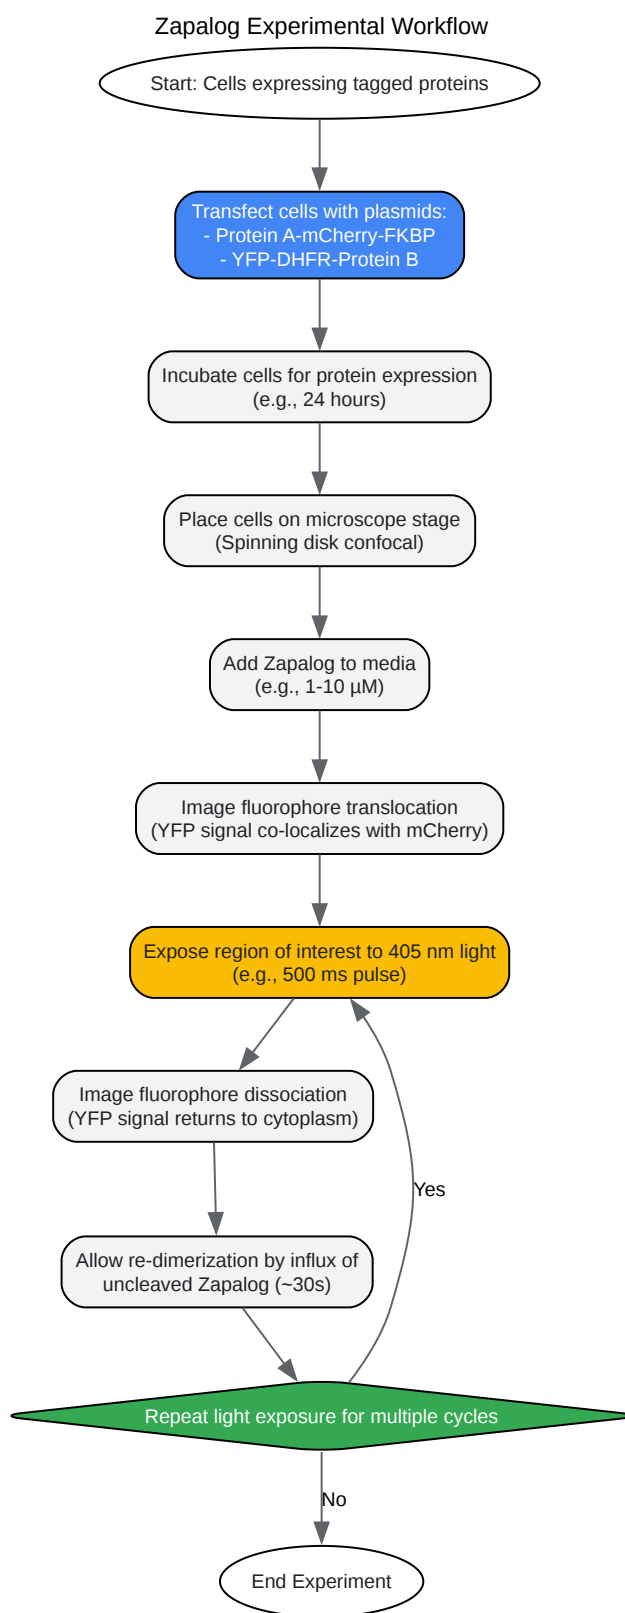 Zapalog Experimental Workflow
Start: Cells expressing tagged proteins
Transfect cells with plasmids:
- Protein A-mCherry-FKBP
- YFP-DHFR-Protein B
Incubate cells for protein expression
(e.g., 24 hours)
Place cells on microscope stage
(Spinning disk confocal)
Add Zapalog to media
(e.g., 1-10 µM)
Image fluorophore translocation
(YFP signal co-localizes with mCherry)
Expose region of interest to 405 nm light
(e.g., 500 ms pulse)
Image fluorophore dissociation
(YFP signal returns to cytoplasm)
Yes
Allow re-dimerization by influx of
uncleaved Zapalog (~30s)
Repeat light exposure for multiple cycles
No
End Experiment